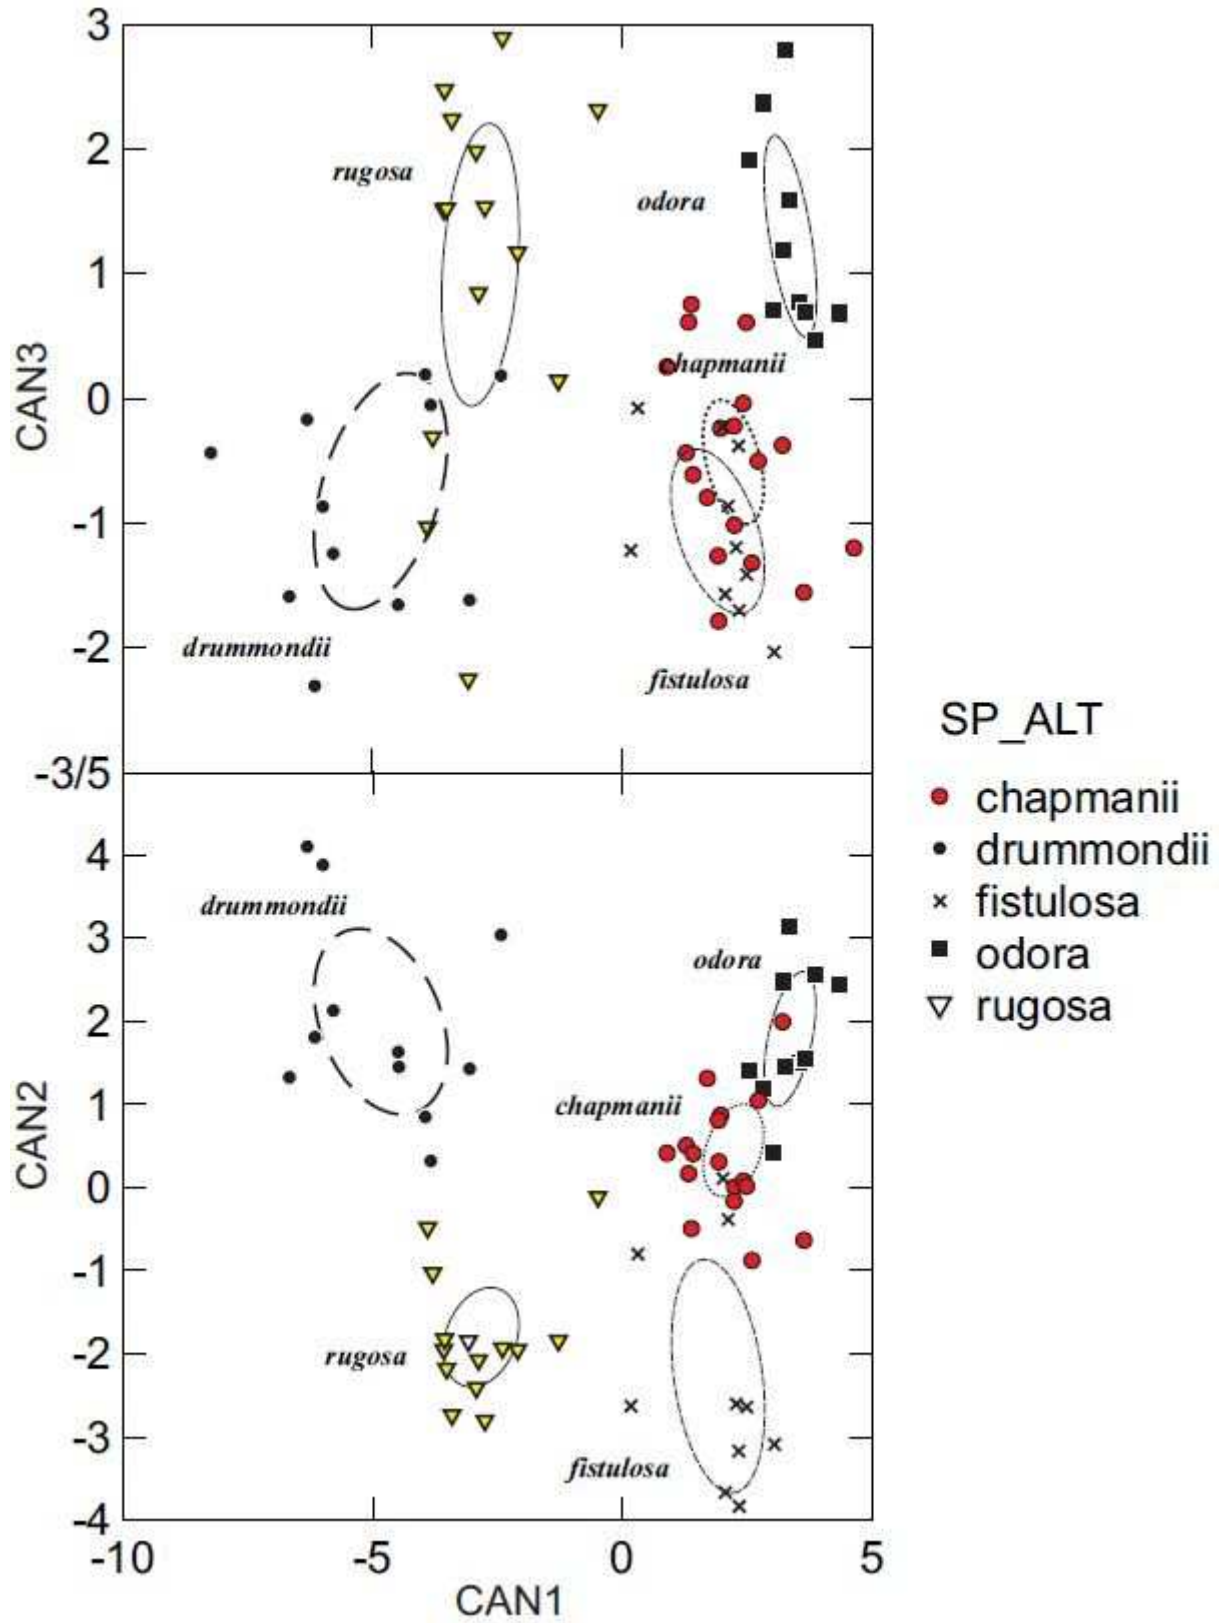 3
2
1
0
-1
-2
-3/5
CAN3
rugosa
odora
chapmanii
drummondii
fistulosa
4
3
2
1
0
-1
-2
-3
-4
CAN2
drummondii
odora
chapmanii
rugosa
fistulosa
-10
-5
0
5
CAN1
SP_ALT
chapmanii
drummondii
fistulosa
odora
rugosa